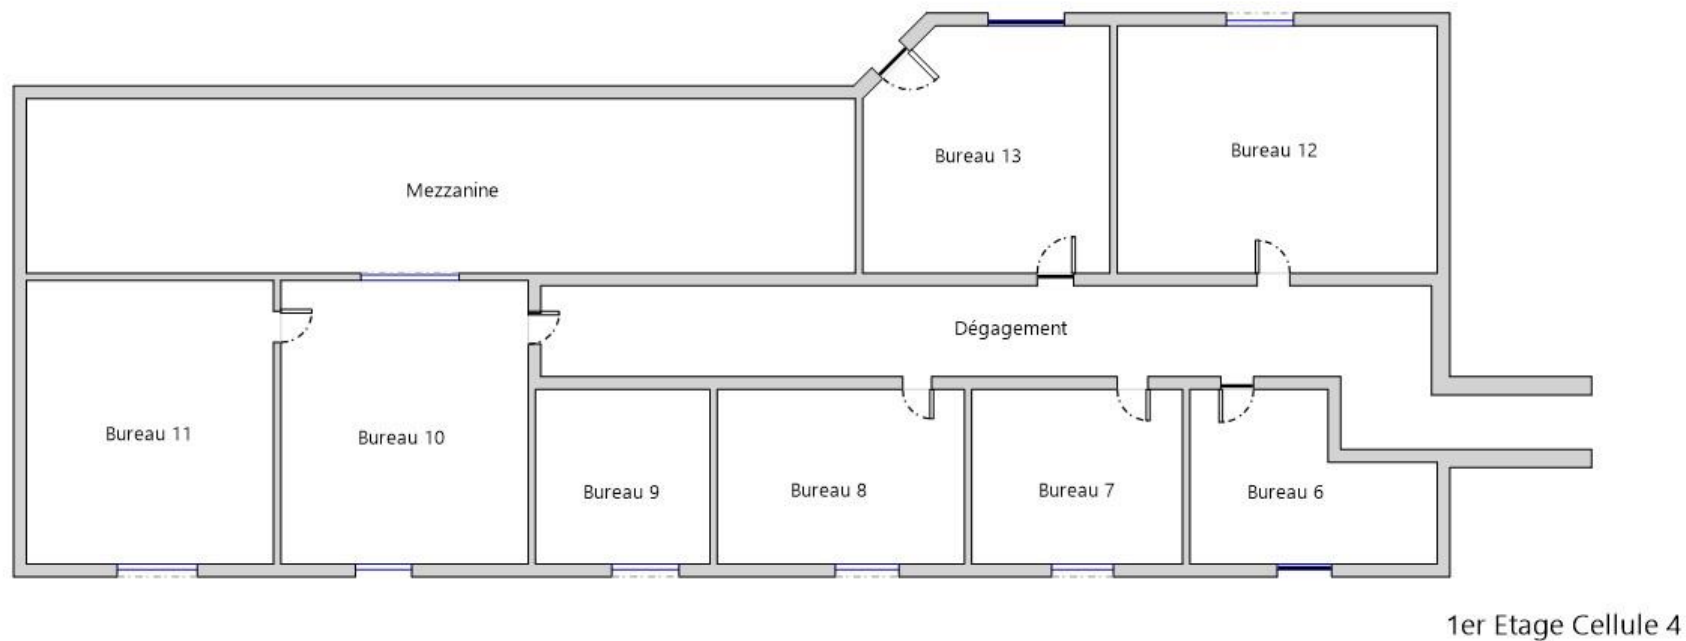 Bureau 13
Bureau 12
Mezzanine
Dégagement
Bureau 11
Bureau 10
Bureau 9
Bureau 8
Bureau 7
Bureau 6
1er Etage Cellule 4